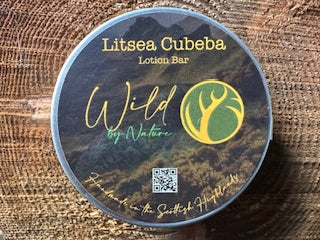 Litsea Cubeba
Lotion Bar
Wild
by Nature
Handmade in the Scottish Highlands